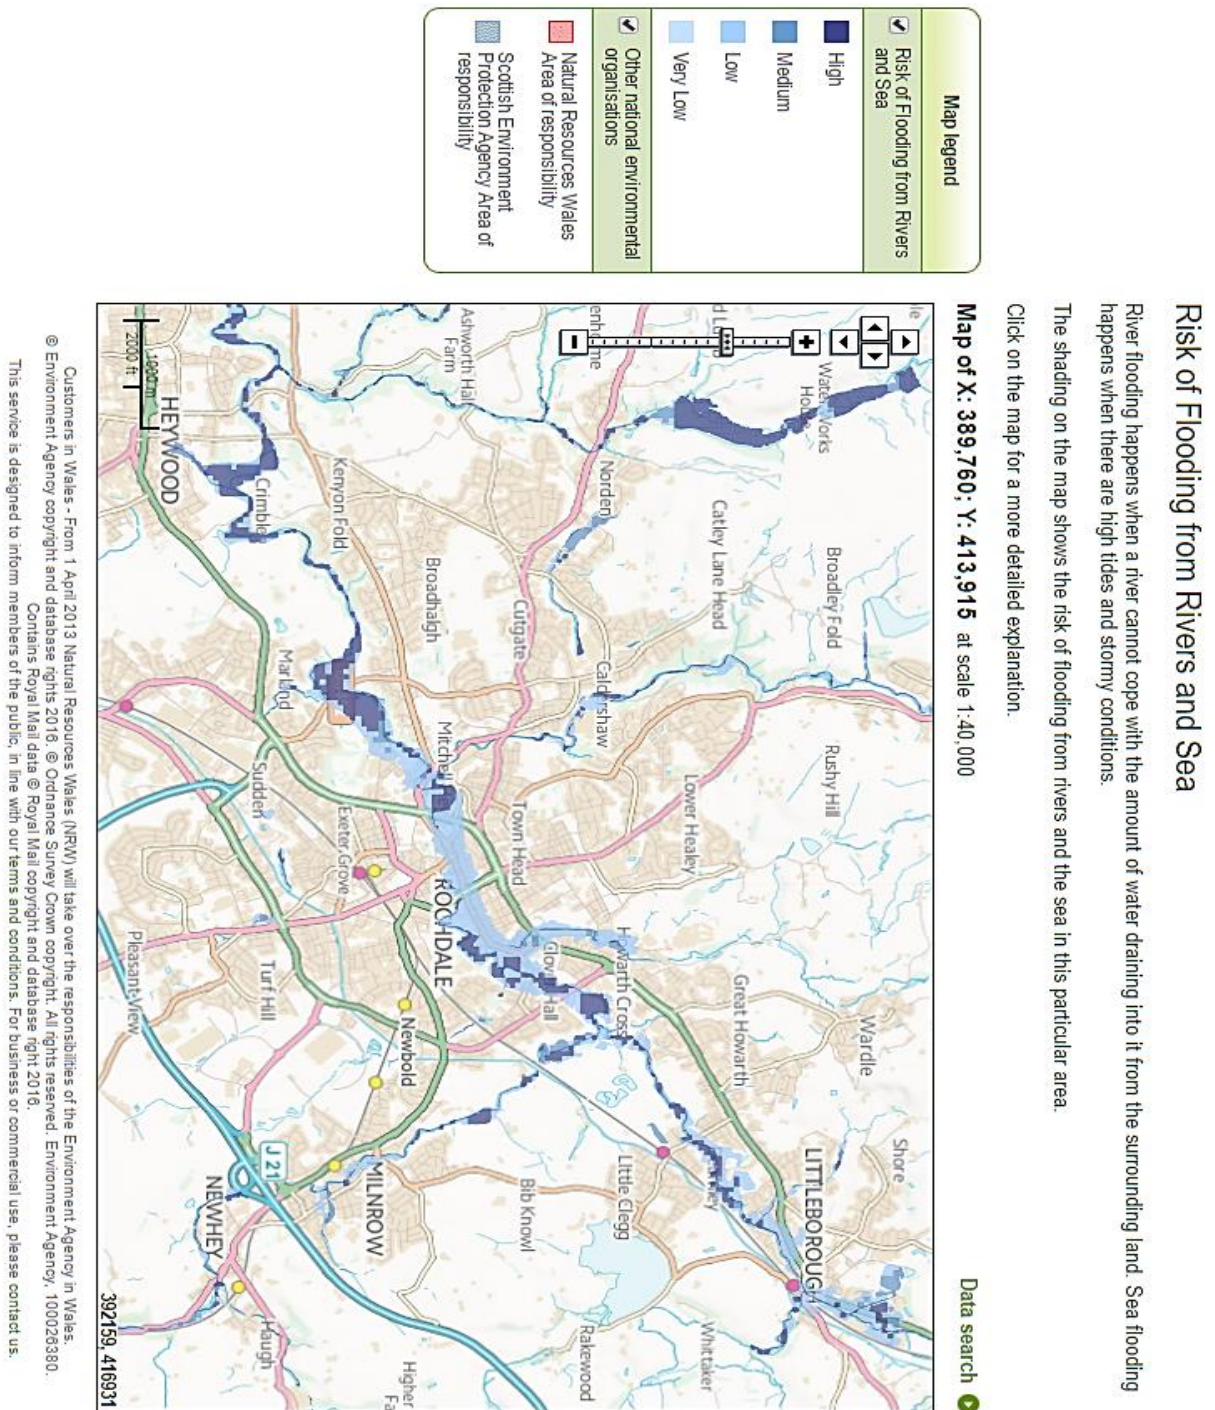 Risk of Flooding from Rivers and Sea
River flooding happens when a river cannot cope with the amount of water draining into it from the surrounding land. Sea flooding
happens when there are high tides and stormy conditions.
The shading on the map shows the risk of flooding from rivers and the sea in this particular area.
Click on the map for a more detailed explanation.
Map of X: 389,760; Y: 413,915 at scale 1:40,000
Data search
Map legend
Risk of Flooding from Rivers
and Sea
High
Medium
Low
Very Low
Other national environmental
organisations
Natural Resources Wales
Area of responsibility
Scottish Environment
Protection Agency Area of
responsibility
Shore
Wardle
Broadley Fold
Rushy Hill
Water Works
LITTLEBOROUGH
Great Howarth
Catley Lane Head
Lower Healey
Whittaker
Howarth Cross
Little Clegg
Norden
Caldershaw
Rakewood
Clover Hall
Cutgate
Town Head
Bib Knowl
Ashworth Hall
Farm
Broadhalgh
Mitchell
ROCHDALE
Newbold
Higher
MILNROW
Kenyon Fold
Exeter Grove
Crimble
Marland
Sudden
Turf Hill
J 21
Haugh
NEWHEY
HEYWOOD
Pleasant View
1000 m
2000 ft
392159, 416931
Customers in Wales - From 1 April 2013 Natural Resources Wales (NRW) will take over the responsibilities of the Environment Agency in Wales.
© Environment Agency copyright and database rights 2016. © Ordnance Survey Crown copyright. All rights reserved. Environment Agency, 100026380.
Contains Royal Mail data © Royal Mail copyright and database right 2016.
This service is designed to inform members of the public, in line with our terms and conditions. For business or commercial use, please contact us.